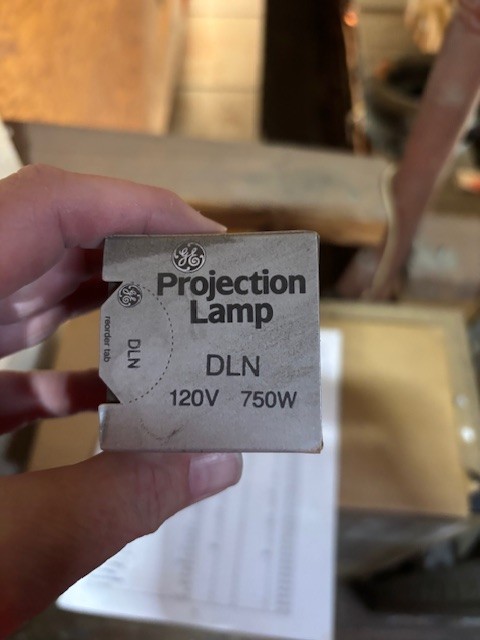 GE
Projection
Lamp
DLN
120V 750W
GE
reorder tab
DLN